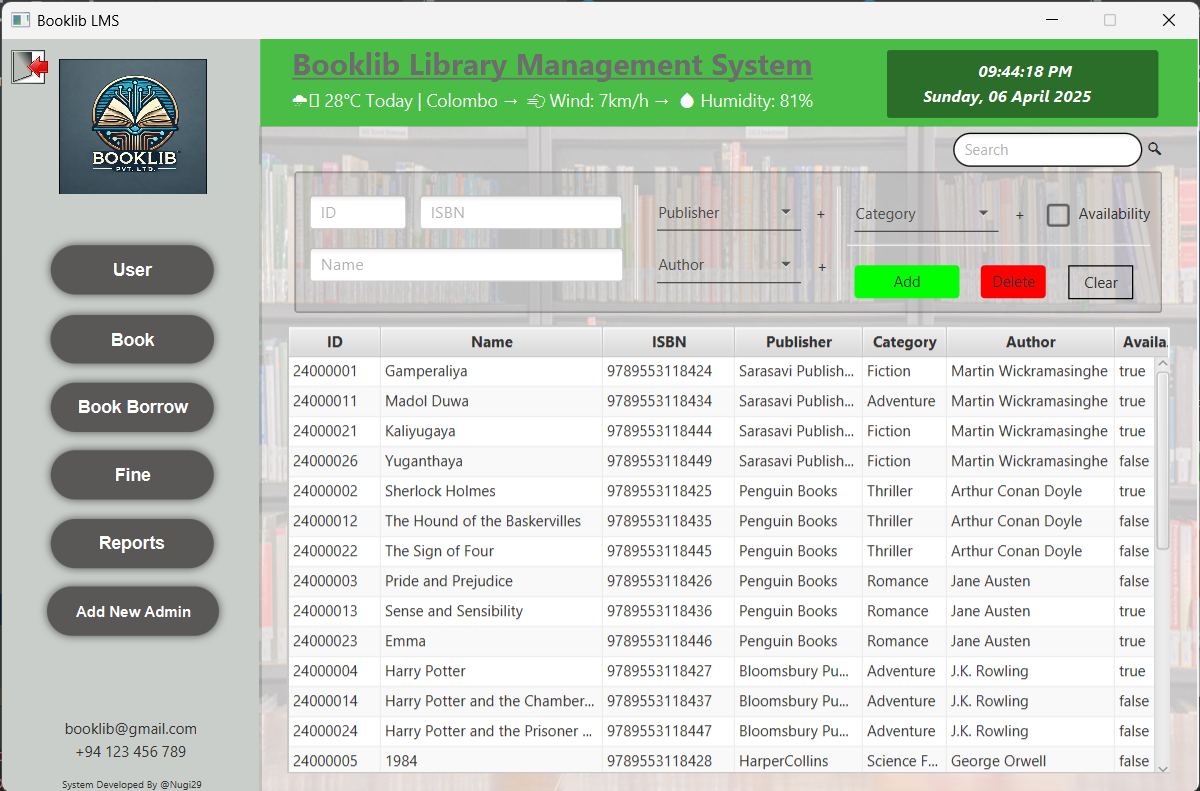 Booklib LMS
BOOKLIB
PVT. LTD.
User
Book
Book Borrow
Fine
Reports
Add New Admin
booklib@gmail.com
+94 123 456 789
System Developed By @Nugi29
Booklib Library Management System
28°C Today | Colombo → Wind: 7km/h → Humidity: 81%
09:44:18 PM
Sunday, 06 April 2025
Search
ID ISBN Publisher + Category + Availability
Name Author + Add Delete Clear
ID Name ISBN Publisher Category Author Availa.
24000001 Gamperaliya 9789553118424 Sarasavi Publish... Fiction Martin Wickramasinghe true
24000011 Madol Duwa 9789553118434 Sarasavi Publish... Adventure Martin Wickramasinghe true
24000021 Kaliyugaya 9789553118444 Sarasavi Publish... Fiction Martin Wickramasinghe true
24000026 Yuganthaya 9789553118449 Sarasavi Publish... Fiction Martin Wickramasinghe false
24000002 Sherlock Holmes 9789553118425 Penguin Books Thriller Arthur Conan Doyle true
24000012 The Hound of the Baskervilles 9789553118435 Penguin Books Thriller Arthur Conan Doyle false
24000022 The Sign of Four 9789553118445 Penguin Books Thriller Arthur Conan Doyle false
24000003 Pride and Prejudice 9789553118426 Penguin Books Romance Jane Austen false
24000013 Sense and Sensibility 9789553118436 Penguin Books Romance Jane Austen true
24000023 Emma 9789553118446 Penguin Books Romance Jane Austen true
24000004 Harry Potter 9789553118427 Bloomsbury Pu... Adventure J.K. Rowling true
24000014 Harry Potter and the Chamber... 9789553118437 Bloomsbury Pu... Adventure J.K. Rowling false
24000024 Harry Potter and the Prisoner ... 9789553118447 Bloomsbury Pu... Adventure J.K. Rowling false
24000005 1984 9789553118428 HarperCollins Science F... George Orwell false